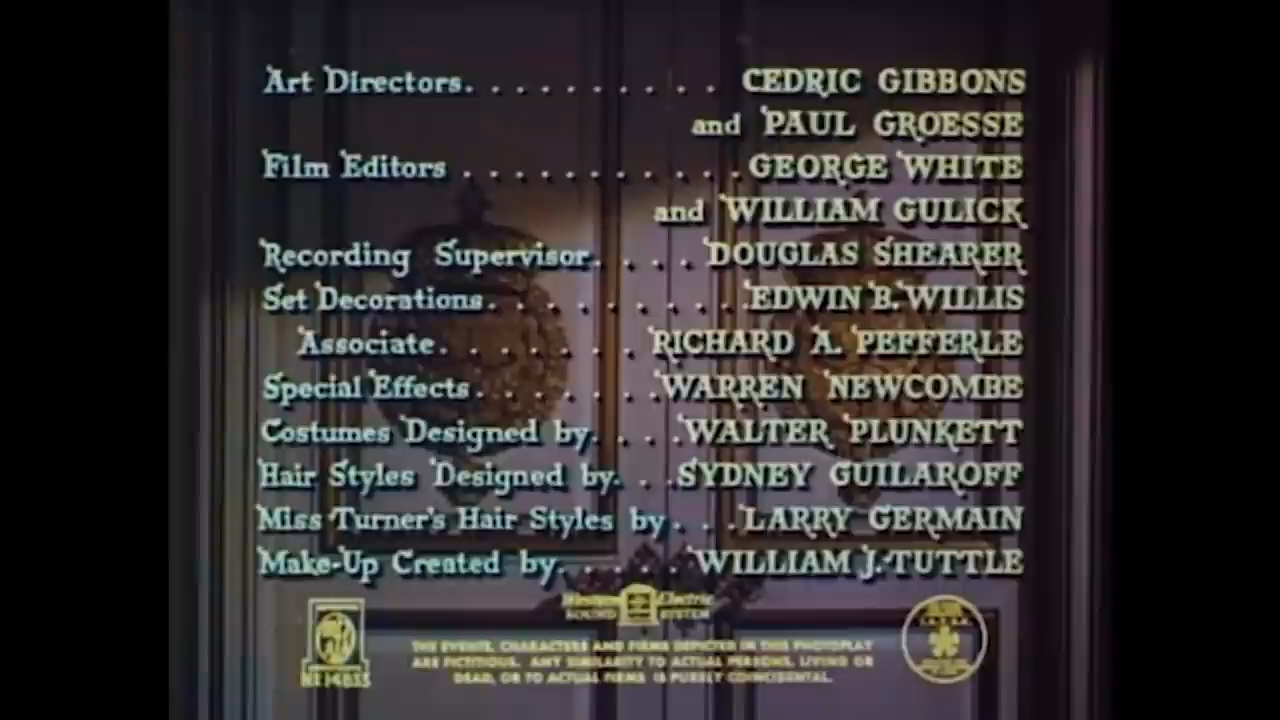 Art Directors. . . . . . . . . . CEDRIC GIBBONS
and PAUL GROESSE
Film Editors . . . . . . . . . . . . GEORGE WHITE
and WILLIAM GULICK
Recording Supervisor. . . . . DOUGLAS SHEARER
Set Decorations. . . . . . . . . . EDWIN B. WILLIS
Associate. . . . . . . RICHARD A. PEFFERLE
Special Effects. . . . . . . WARREN NEWCOMBE
Costumes Designed by. . . . WALTER PLUNKETT
Hair Styles Designed by. . . SYDNEY GUILAROFF
Miss Turner's Hair Styles by. . . LARRY GERMAIN
Make-Up Created by. . . . . WILLIAM J. TUTTLE
Western Electric
SOUND SYSTEM
THE EVENTS, CHARACTERS AND FIRMS DEPICTED IN THIS PHOTOPLAY
ARE FICTITIOUS. ANY SIMILARITY TO ACTUAL PERSONS, LIVING OR
DEAD, OR TO ACTUAL FIRMS IS PURELY COINCIDENTAL.